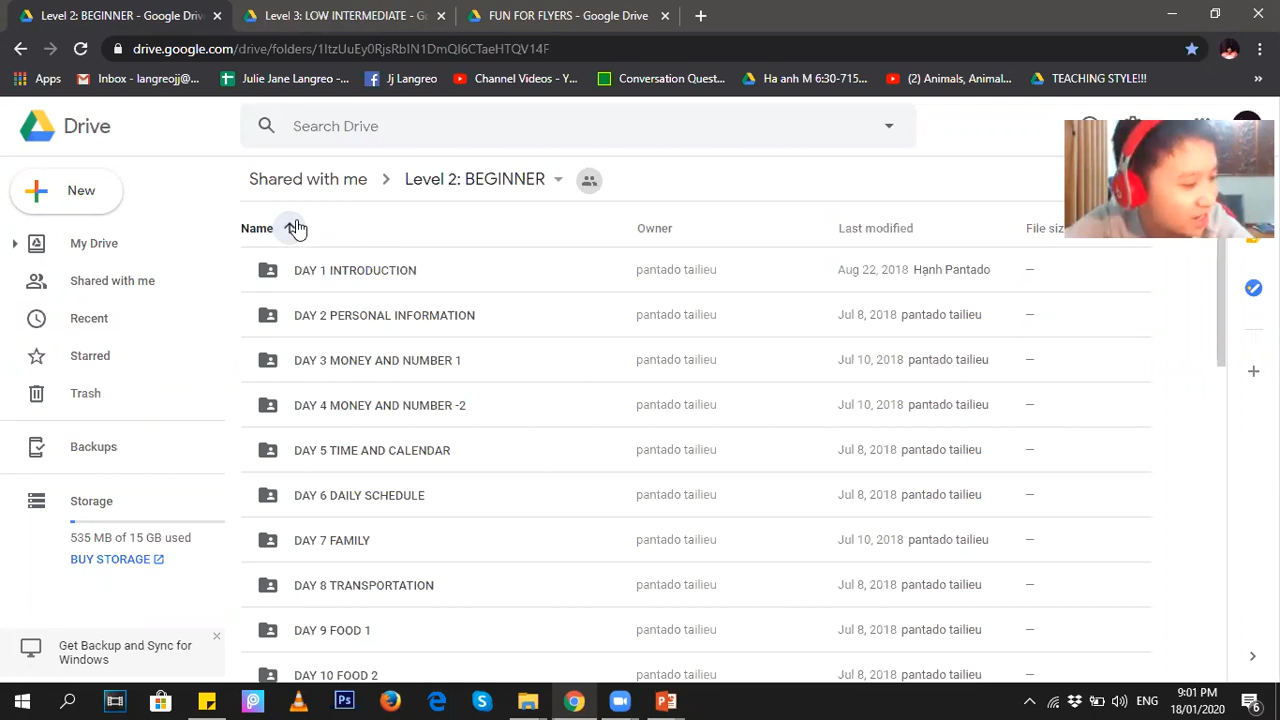 Level 2: BEGINNER - Google Driv
Level 3: LOW INTERMEDIATE - G
FUN FOR FLYERS - Google Drive
drive.google.com/drive/folders/1ItzUuEy0RjsRbIN1DmQI6CTaeHTQV14F
Apps
Inbox - langreojj@...
Julie Jane Langreo -...
Jj Langreo
Channel Videos - Y...
Conversation Quest...
Ha anh M 6:30-715...
(2) Animals, Animal...
TEACHING STYLE!!!
Drive
Search Drive
New
Shared with me
Level 2: BEGINNER
Name
Owner
Last modified
File siz
My Drive
Shared with me
Recent
Starred
Trash
Backups
Storage
535 MB of 15 GB used
BUY STORAGE
Get Backup and Sync for
Windows
DAY 1 INTRODUCTION pantado tailieu Aug 22, 2018 Hạnh Pantado —
DAY 2 PERSONAL INFORMATION pantado tailieu Jul 8, 2018 pantado tailieu —
DAY 3 MONEY AND NUMBER 1 pantado tailieu Jul 10, 2018 pantado tailieu —
DAY 4 MONEY AND NUMBER -2 pantado tailieu Jul 10, 2018 pantado tailieu —
DAY 5 TIME AND CALENDAR pantado tailieu Jul 8, 2018 pantado tailieu —
DAY 6 DAILY SCHEDULE pantado tailieu Jul 8, 2018 pantado tailieu —
DAY 7 FAMILY pantado tailieu Jul 10, 2018 pantado tailieu —
DAY 8 TRANSPORTATION pantado tailieu Jul 8, 2018 pantado tailieu —
DAY 9 FOOD 1 pantado tailieu Jul 8, 2018 pantado tailieu —
DAY 10 FOOD 2 pantado tailieu Jul 8, 2018 pantado tailieu —
ENG
9:01 PM
18/01/2020
6